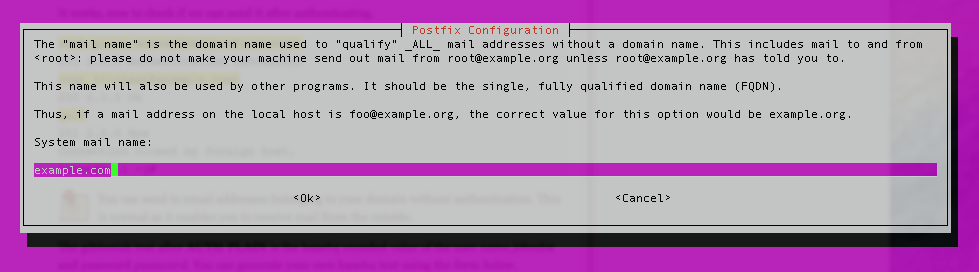 Postfix Configuration
The "mail name" is the domain name used to "qualify" _ALL_ mail addresses without a domain name. This includes mail to and from
<root>: please do not make your machine send out mail from root@example.org unless root@example.org has told you to.
This name will also be used by other programs. It should be the single, fully qualified domain name (FQDN).
Thus, if a mail address on the local host is foo@example.org, the correct value for this option would be example.org.
System mail name:
example.com
<Ok> <Cancel>